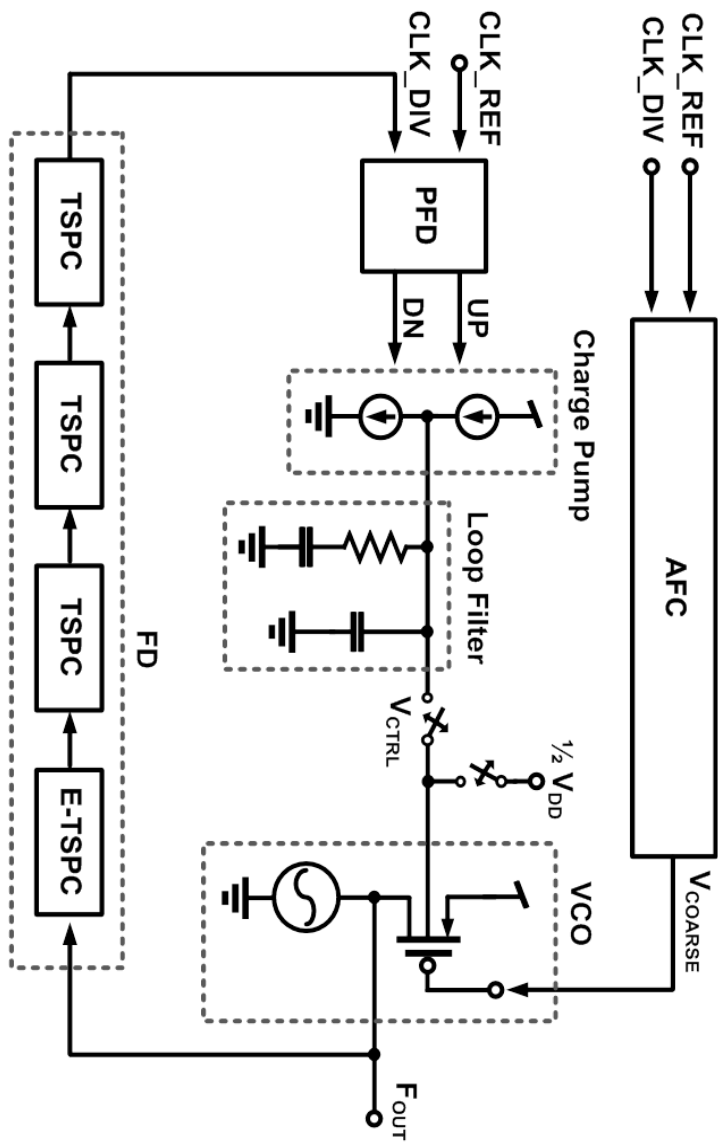 CLK_REF
CLK_DIV
AFC
V_COARSE
CLK_REF
CLK_DIV
PFD
UP
DN
Charge Pump
Loop Filter
V_CTRL
½ V_DD
VCO
F_OUT
FD
TSPC
TSPC
TSPC
E-TSPC